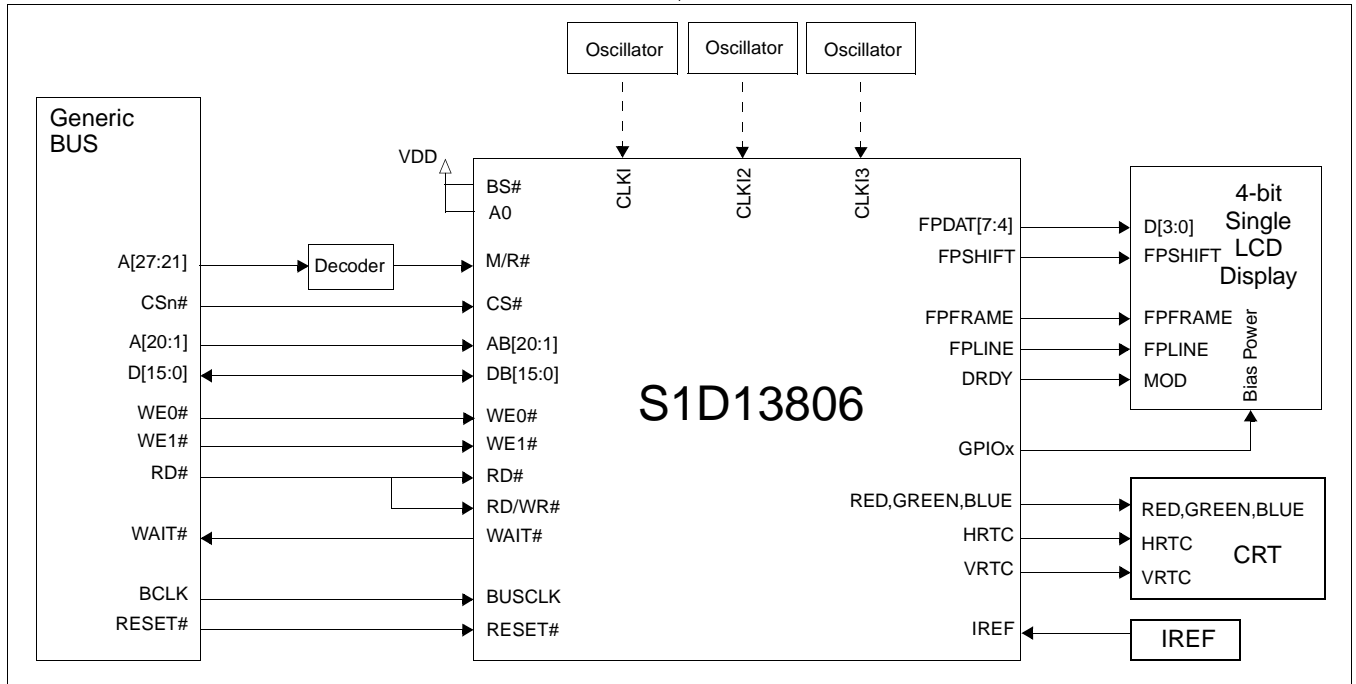 Oscillator
Oscillator
Oscillator
Generic
BUS
VDD
BS#
A0
CLKI
CLKI2
CLKI3
A[27:21]
Decoder
M/R#
CSn#
CS#
A[20:1]
AB[20:1]
D[15:0]
DB[15:0]
WE0#
WE0#
WE1#
WE1#
RD#
RD#
RD/WR#
WAIT#
WAIT#
BCLK
BUSCLK
RESET#
RESET#
S1D13806
FPDAT[7:4]
FPSHIFT
FPFRAME
FPLINE
DRDY
GPIOx
RED,GREEN,BLUE
HRTC
VRTC
IREF
4-bit
Single
LCD
Display
D[3:0]
FPSHIFT
FPFRAME
FPLINE
MOD
Bias Power
RED,GREEN,BLUE
HRTC
CRT
VRTC
IREF